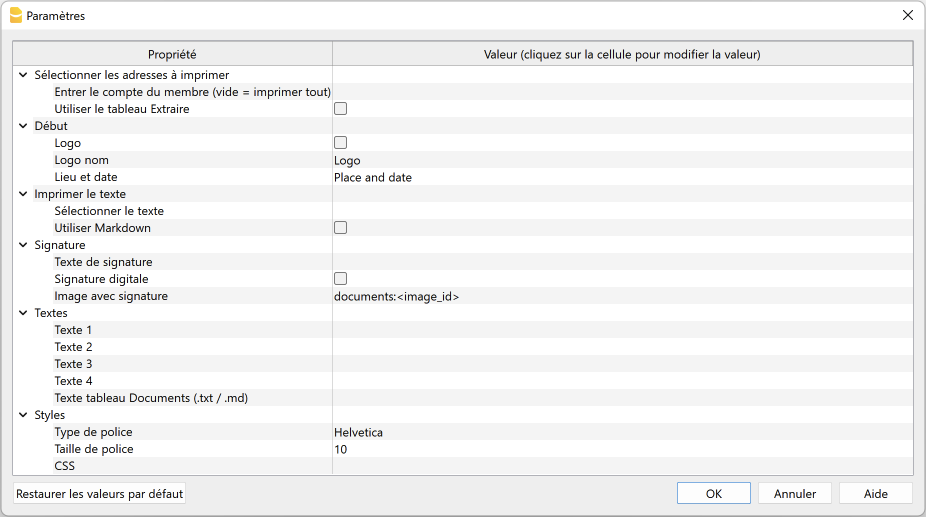 Paramètres
Propriété Valeur (cliquez sur la cellule pour modifier la valeur)
Sélectionner les adresses à imprimer
Entrer le compte du membre (vide = imprimer tout)
Utiliser le tableau Extraire
Début
Logo
Logo nom Logo
Lieu et date Place and date
Imprimer le texte
Sélectionner le texte
Utiliser Markdown
Signature
Texte de signature
Signature digitale
Image avec signature documents:<image_id>
Textes
Texte 1
Texte 2
Texte 3
Texte 4
Texte tableau Documents (.txt / .md)
Styles
Type de police Helvetica
Taille de police 10
CSS
Restaurer les valeurs par défaut OK Annuler Aide